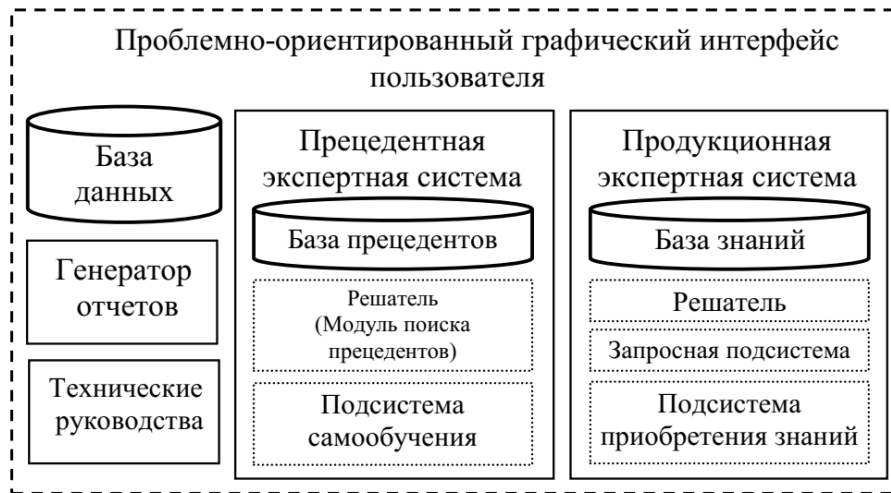 Проблемно-ориентированный графический интерфейс
пользователя
База
данных
Генератор
отчетов
Технические
руководства
Прецедентная
экспертная система
База прецедентов
Решатель
(Модуль поиска
прецедентов)
Подсистема
самообучения
Продукционная
экспертная система
База знаний
Решатель
Запросная подсистема
Подсистема
приобретения знаний